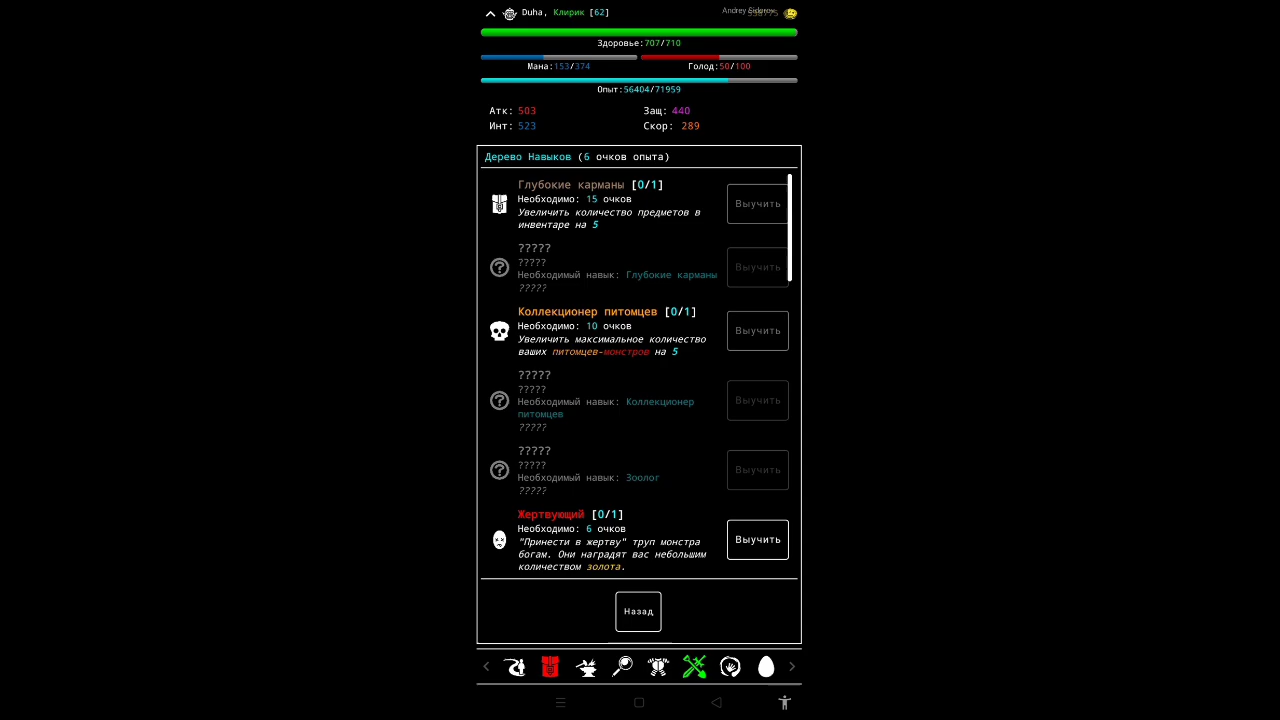 Duha, Клирик [62]
Andrey Sidorov
Здоровье:707/710
Мана:153/374
Голод:50/100
Опыт:56404/71959
Атк: 503
Защ: 440
Инт: 523
Скор: 289
Дерево Навыков (6 очков опыта)
Глубокие карманы [0/1]
Необходимо: 15 очков
Увеличить количество предметов в
инвентаре на 5
Выучить
?????
?????
Необходимый навык: Глубокие карманы
?????
Выучить
Коллекционер питомцев [0/1]
Необходимо: 10 очков
Увеличить максимальное количество
ваших питомцев-монстров на 5
Выучить
?????
?????
Необходимый навык: Коллекционер
питомцев
?????
Выучить
?????
?????
Необходимый навык: Зоолог
?????
Выучить
Жертвующий [0/1]
Необходимо: 6 очков
"Принести в жертву" труп монстра
богам. Они наградят вас небольшим
количеством золота.
Выучить
Назад